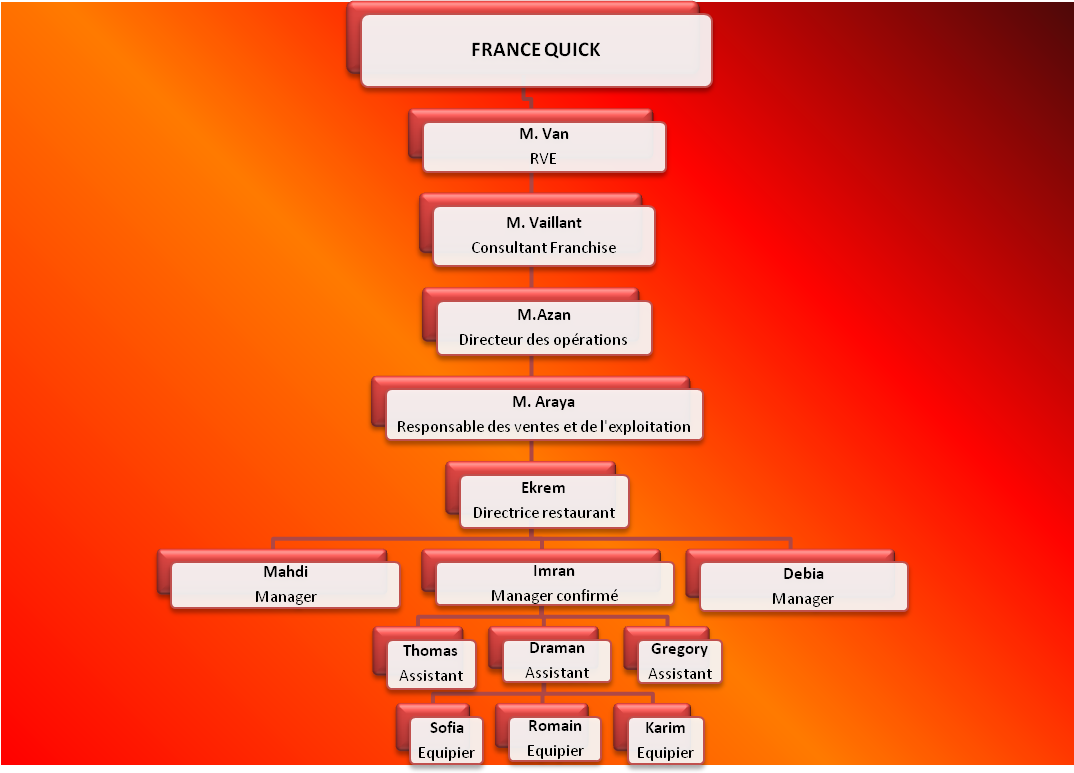 FRANCE QUICK
M. Van
RVE
M. Vaillant
Consultant Franchise
M.Azan
Directeur des opérations
M. Araya
Responsable des ventes et de l'exploitation
Ekrem
Directrice restaurant
Mahdi
Manager
Imran
Manager confirmé
Debia
Manager
Thomas
Assistant
Draman
Assistant
Gregory
Assistant
Sofia
Equipier
Romain
Equipier
Karim
Equipier